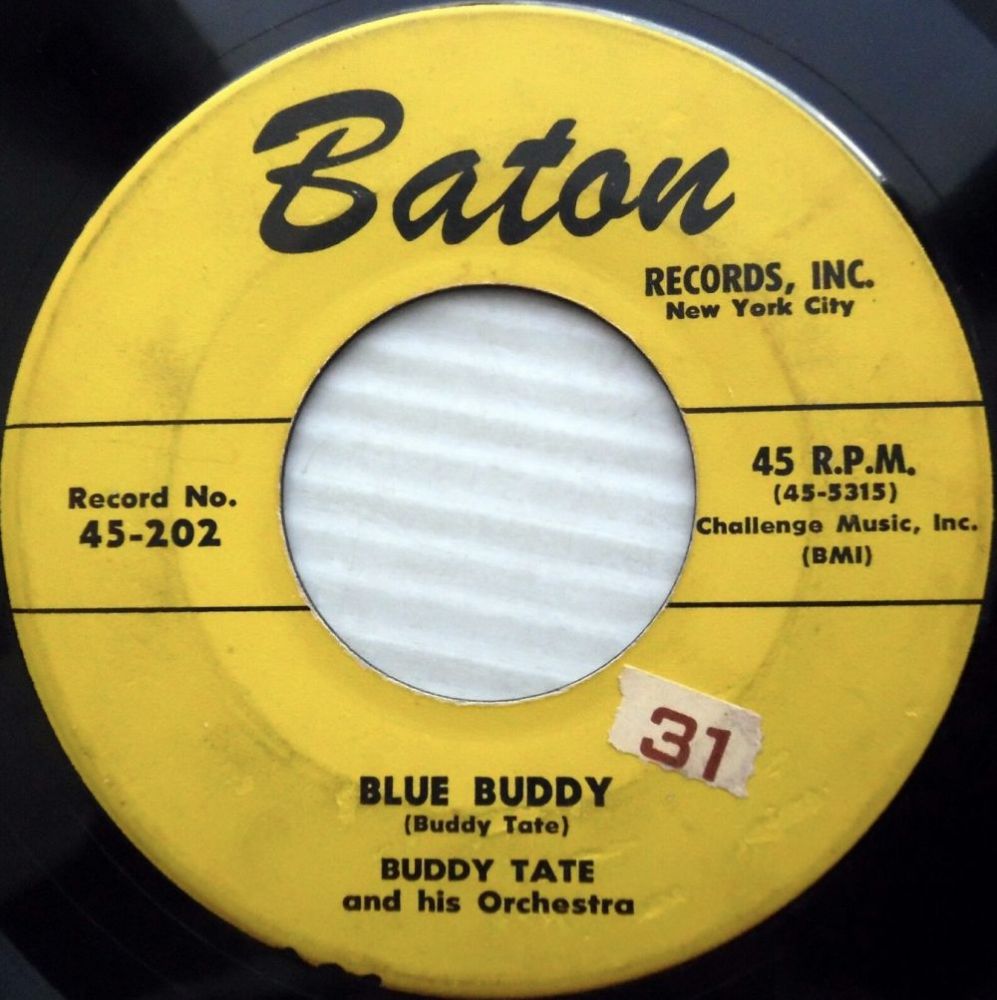 Baton
RECORDS, INC.
New York City
Record No.
45-202
45 R.P.M.
(45-5315)
Challenge Music, Inc.
(BMI)
31
BLUE BUDDY
(Buddy Tate)
BUDDY TATE
and his Orchestra